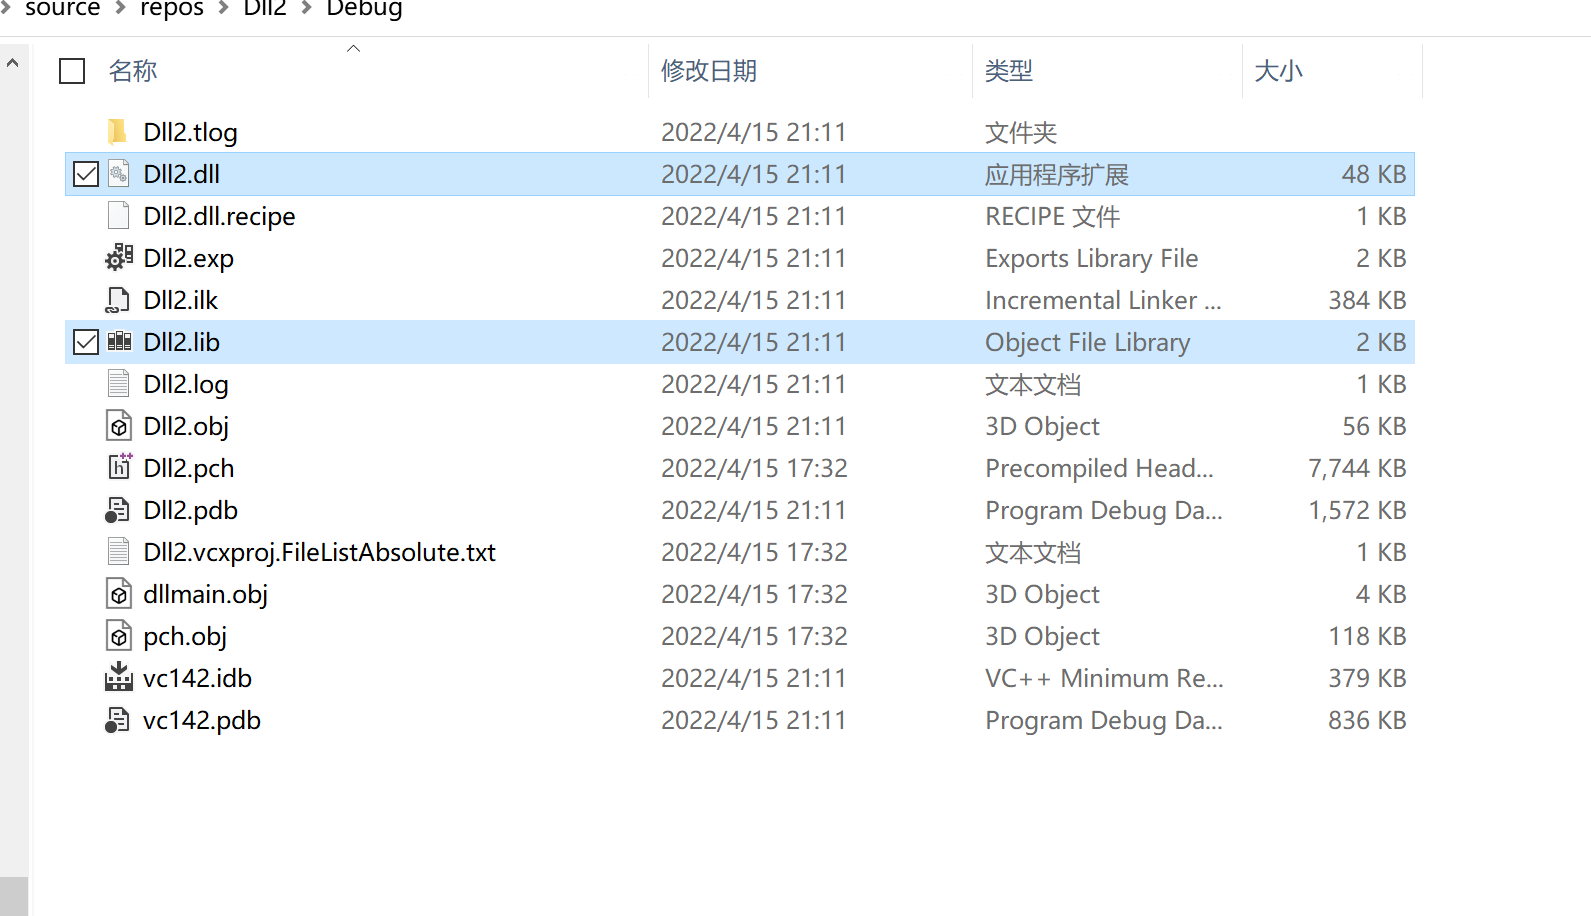 source > repos > Dll2 > Debug
名称 修改日期 类型 大小
Dll2.tlog 2022/4/15 21:11 文件夹
Dll2.dll 2022/4/15 21:11 应用程序扩展 48 KB
Dll2.dll.recipe 2022/4/15 21:11 RECIPE 文件 1 KB
Dll2.exp 2022/4/15 21:11 Exports Library File 2 KB
Dll2.ilk 2022/4/15 21:11 Incremental Linker ... 384 KB
Dll2.lib 2022/4/15 21:11 Object File Library 2 KB
Dll2.log 2022/4/15 21:11 文本文档 1 KB
Dll2.obj 2022/4/15 21:11 3D Object 56 KB
Dll2.pch 2022/4/15 17:32 Precompiled Head... 7,744 KB
Dll2.pdb 2022/4/15 21:11 Program Debug Da... 1,572 KB
Dll2.vcxproj.FileListAbsolute.txt 2022/4/15 17:32 文本文档 1 KB
dllmain.obj 2022/4/15 17:32 3D Object 4 KB
pch.obj 2022/4/15 17:32 3D Object 118 KB
vc142.idb 2022/4/15 21:11 VC++ Minimum Re... 379 KB
vc142.pdb 2022/4/15 21:11 Program Debug Da... 836 KB